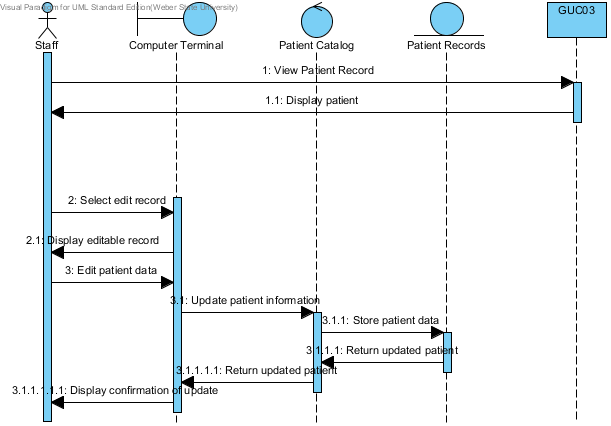 Visual Paradigm for UML Standard Edition(Weber State University)
GUC03
Staff
Computer Terminal
Patient Catalog
Patient Records
1: View Patient Record
1.1: Display patient
2: Select edit record
2.1: Display editable record
3: Edit patient data
3.1: Update patient information
3.1.1: Store patient data
3.1.1.1: Return updated patient
3.1.1.1.1: Return updated patient
3.1.1.1.1.1: Display confirmation of update